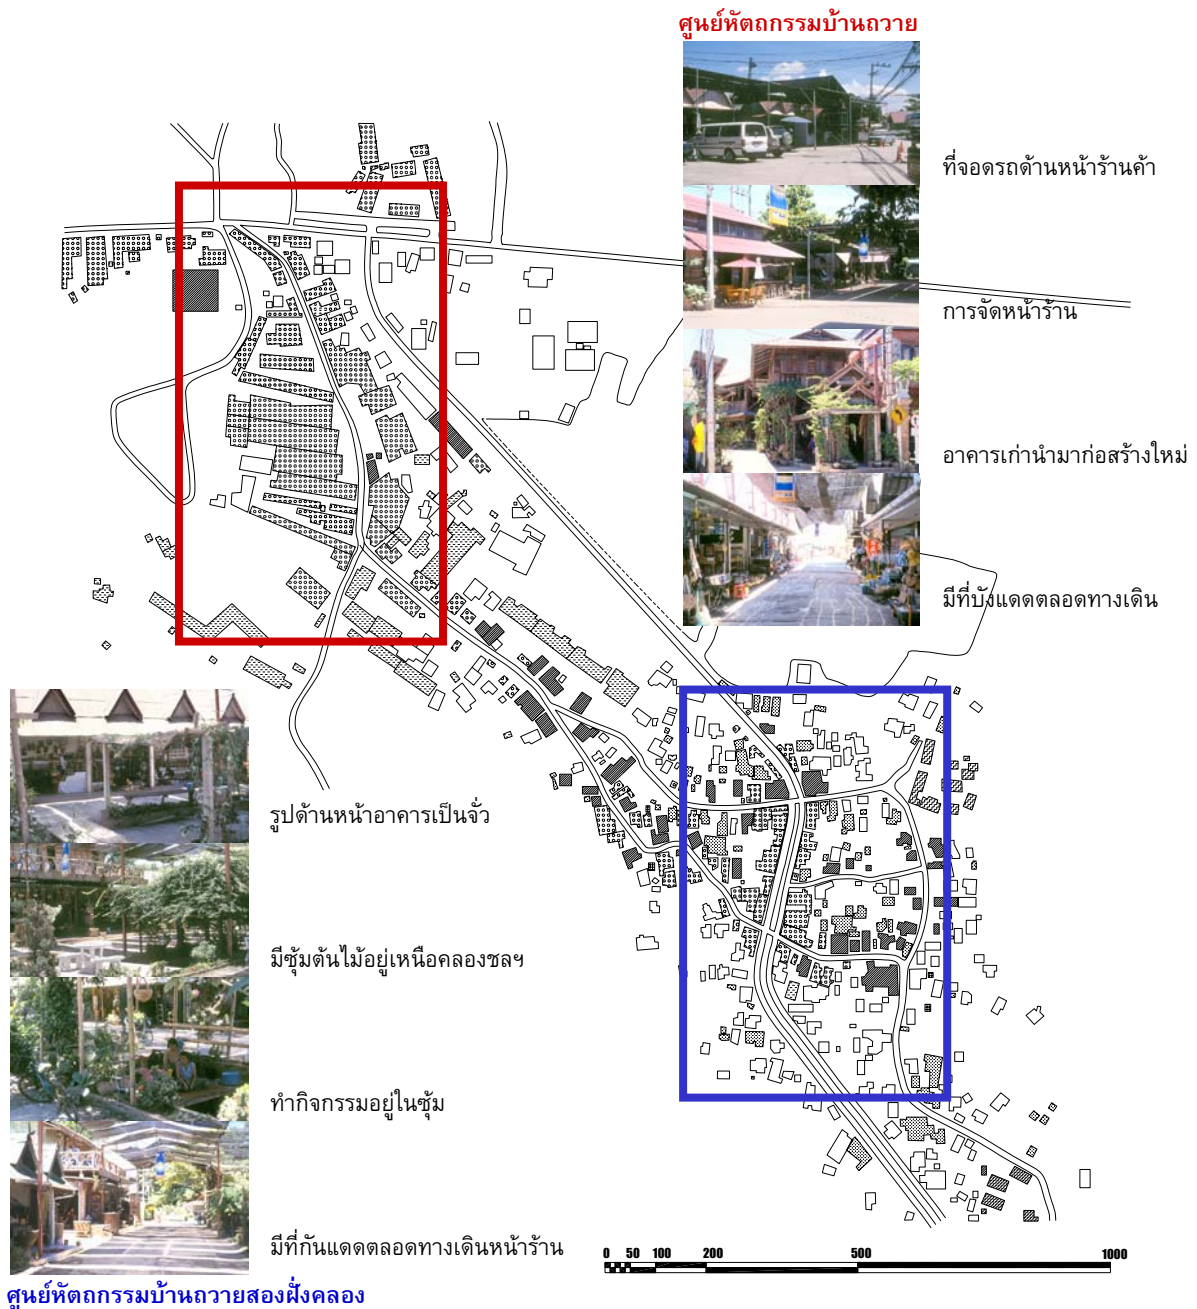 ศูนย์หัตถกรรมบ้านถวาย
ที่จอดรถด้านหน้าร้านค้า
การจัดหน้าร้าน
อาคารเก่านำมาก่อสร้างใหม่
มีที่บังแดดตลอดทางเดิน
รูปด้านหน้าอาคารเป็นจั่ว
มีซุ้มต้นไม้อยู่เหนือคลองชลฯ
ทำกิจกรรมอยู่ในซุ้ม
มีที่กันแดดตลอดทางเดินหน้าร้าน
0 50 100 200 500 1000
ศูนย์หัตถกรรมบ้านถวายสองฝั่งคลอง